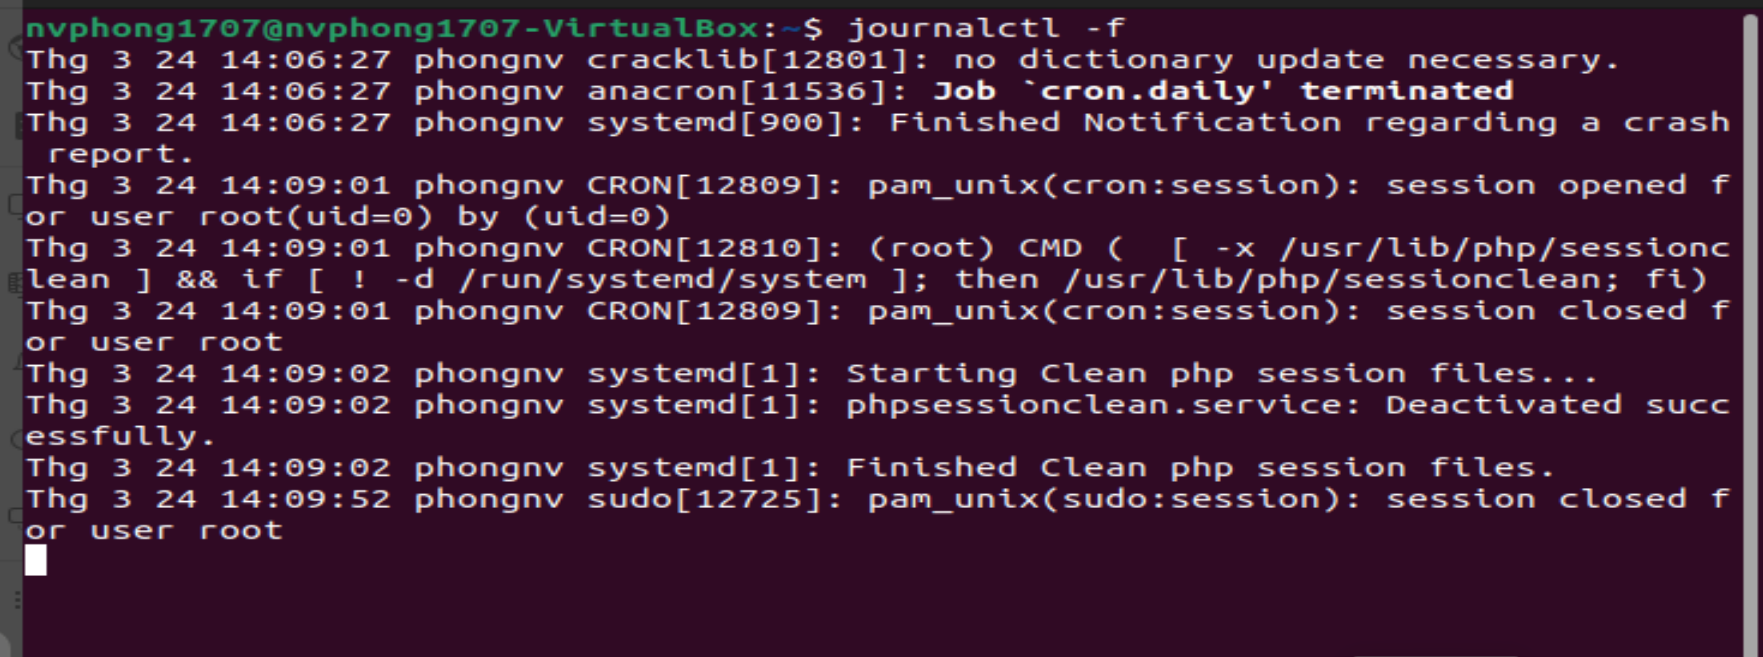 nvphong1707@nvphong1707-VirtualBox:~$ journalctl -f
Thg 3 24 14:06:27 phongnv cracklib[12801]: no dictionary update necessary.
Thg 3 24 14:06:27 phongnv anacron[11536]: Job `cron.daily' terminated
Thg 3 24 14:06:27 phongnv systemd[900]: Finished Notification regarding a crash
 report.
Thg 3 24 14:09:01 phongnv CRON[12809]: pam_unix(cron:session): session opened f
or user root(uid=0) by (uid=0)
Thg 3 24 14:09:01 phongnv CRON[12810]: (root) CMD (  [ -x /usr/lib/php/sessionc
lean ] && if [ ! -d /run/systemd/system ]; then /usr/lib/php/sessionclean; fi)
Thg 3 24 14:09:01 phongnv CRON[12809]: pam_unix(cron:session): session closed f
or user root
Thg 3 24 14:09:02 phongnv systemd[1]: Starting Clean php session files...
Thg 3 24 14:09:02 phongnv systemd[1]: phpsessionclean.service: Deactivated succ
essfully.
Thg 3 24 14:09:02 phongnv systemd[1]: Finished Clean php session files.
Thg 3 24 14:09:52 phongnv sudo[12725]: pam_unix(sudo:session): session closed f
or user root